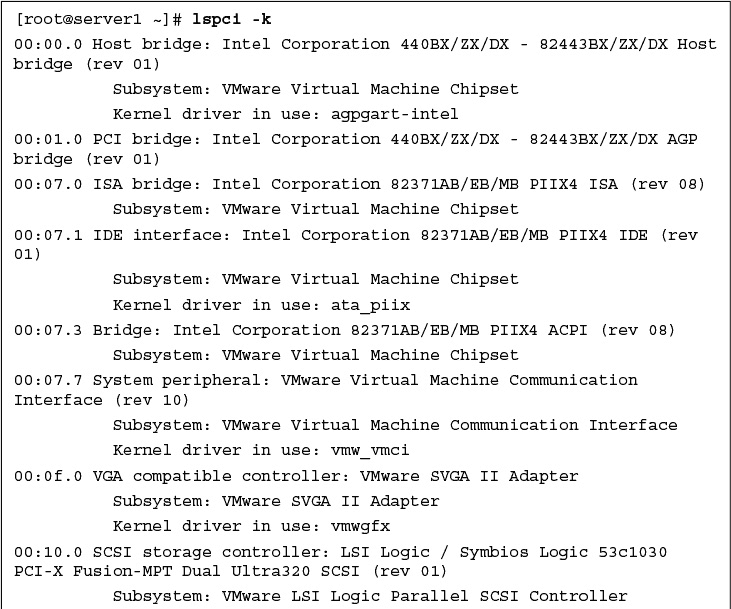 [root@server1 ~]# lspci -k
00:00.0 Host bridge: Intel Corporation 440BX/ZX/DX - 82443BX/ZX/DX Host
bridge (rev 01)
Subsystem: VMware Virtual Machine Chipset
Kernel driver in use: agpgart-intel
00:01.0 PCI bridge: Intel Corporation 440BX/ZX/DX - 82443BX/ZX/DX AGP
bridge (rev 01)
00:07.0 ISA bridge: Intel Corporation 82371AB/EB/MB PIIX4 ISA (rev 08)
Subsystem: VMware Virtual Machine Chipset
00:07.1 IDE interface: Intel Corporation 82371AB/EB/MB PIIX4 IDE (rev
01)
Subsystem: VMware Virtual Machine Chipset
Kernel driver in use: ata_piix
00:07.3 Bridge: Intel Corporation 82371AB/EB/MB PIIX4 ACPI (rev 08)
Subsystem: VMware Virtual Machine Chipset
00:07.7 System peripheral: VMware Virtual Machine Communication
Interface (rev 10)
Subsystem: VMware Virtual Machine Communication Interface
Kernel driver in use: vmw_vmci
00:0f.0 VGA compatible controller: VMware SVGA II Adapter
Subsystem: VMware SVGA II Adapter
Kernel driver in use: vmwgfx
00:10.0 SCSI storage controller: LSI Logic / Symbios Logic 53c1030
PCI-X Fusion-MPT Dual Ultra320 SCSI (rev 01)
Subsystem: VMware LSI Logic Parallel SCSI Controller